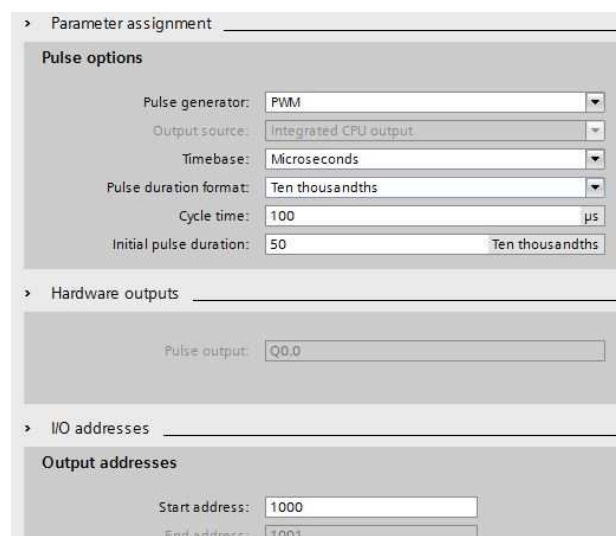 Parameter assignment
Pulse options
Pulse generator: PWM
Output source: Integrated CPU output
Timebase: Microseconds
Pulse duration format: Ten thousandths
Cycle time: 100 µs
Initial pulse duration: 50 Ten thousandths
Hardware outputs
Pulse output: Q0.0
I/O addresses
Output addresses
Start address: 1000
End address: 1001